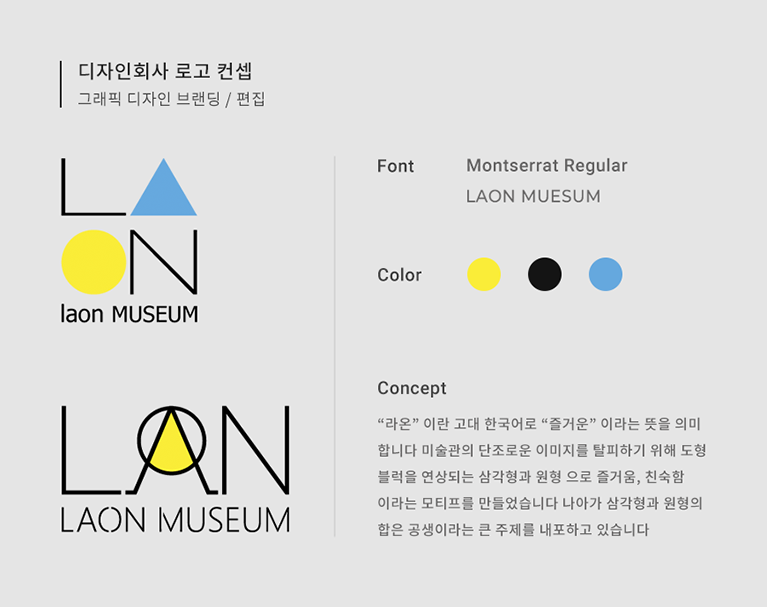 디자인회사 로고 컨셉
그래픽 디자인 브랜딩 / 편집
LA
ON
laon MUSEUM
LAON
LAON MUSEUM
Font
Montserrat Regular
LAON MUESUM
Color
Concept
“라온” 이란 고대 한국어로 “즐거운” 이라는 뜻을 의미
합니다 미술관의 단조로운 이미지를 탈피하기 위해 도형
블럭을 연상되는 삼각형과 원형 으로 즐거움, 친숙함
이라는 모티프를 만들었습니다 나아가 삼각형과 원형의
합은 공생이라는 큰 주제를 내포하고 있습니다